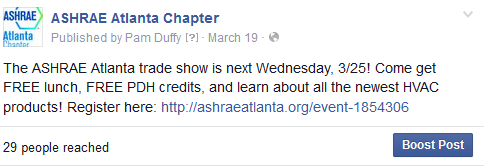 ASHRAE
Atlanta
Chapter
ASHRAE Atlanta Chapter
Published by Pam Duffy [?] · March 19 ·
The ASHRAE Atlanta trade show is next Wednesday, 3/25! Come get
FREE lunch, FREE PDH credits, and learn about all the newest HVAC
products! Register here: http://ashraeatlanta.org/event-1854306
29 people reached
Boost Post